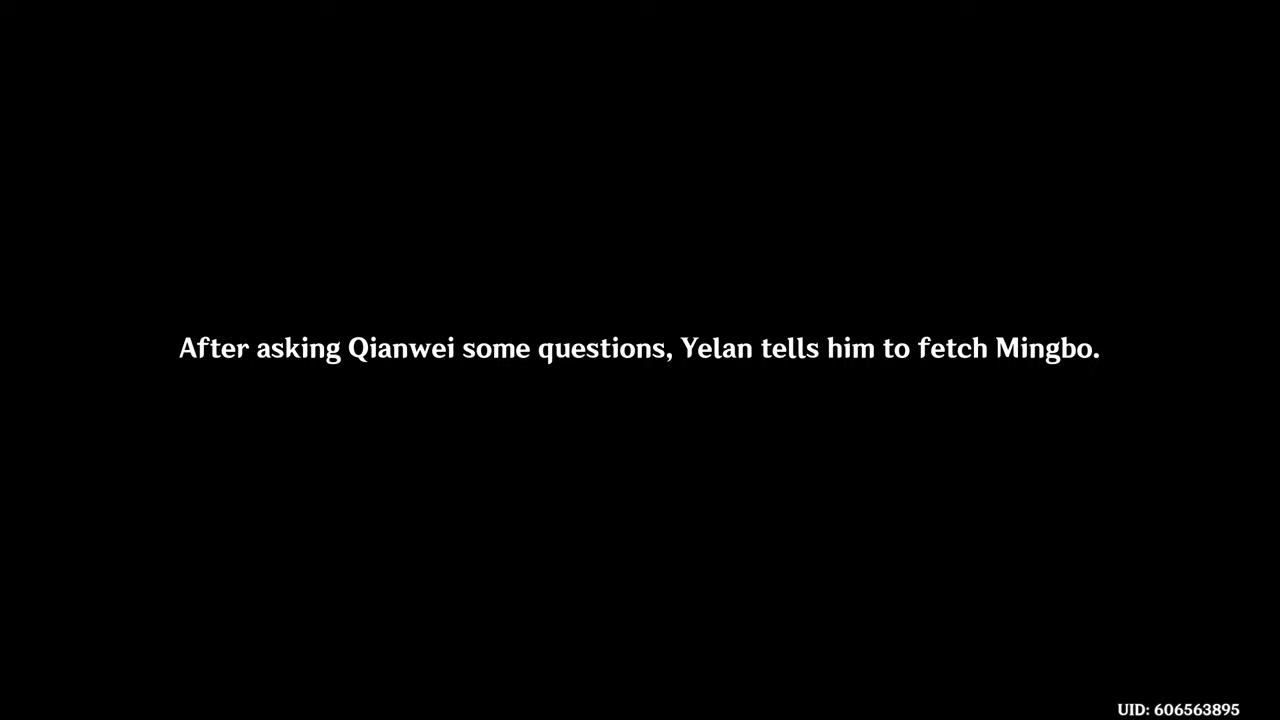 After asking Qianwei some questions, Yelan tells him to fetch Mingbo.
UID: 606563895